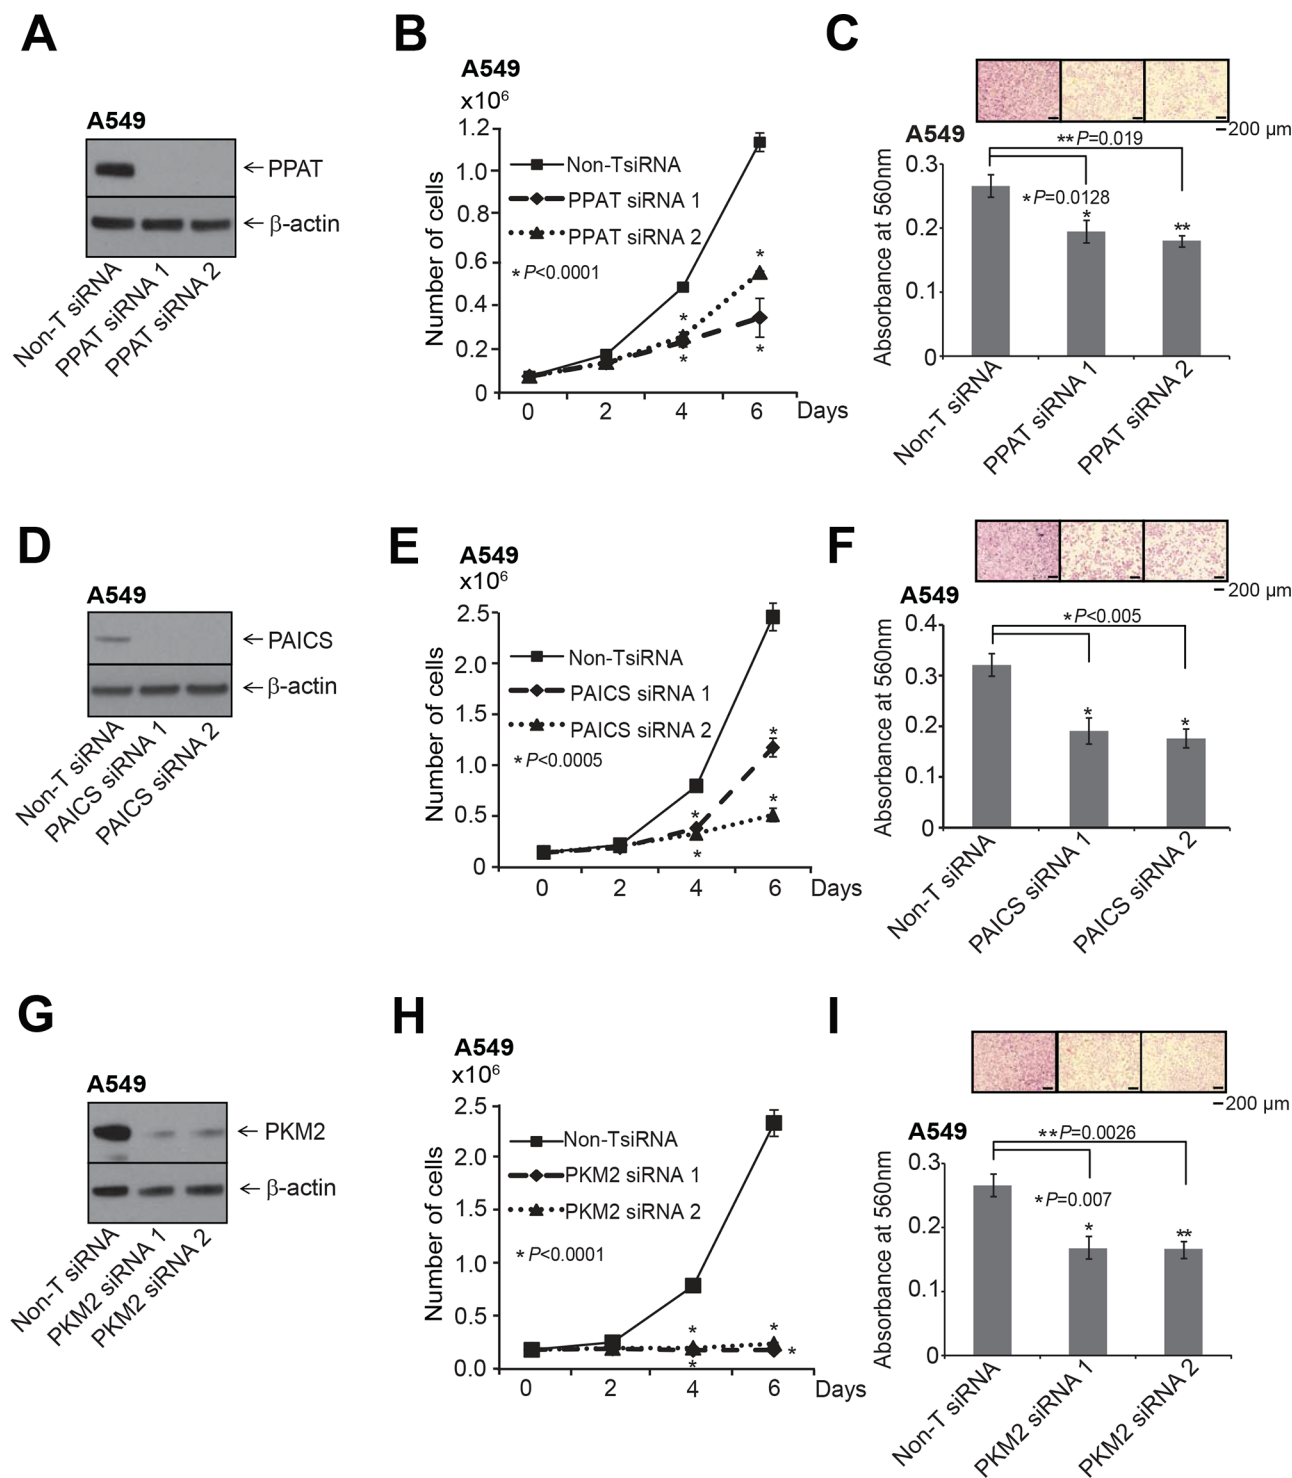 A
A549
←PPAT
←β-actin
Non-T siRNA
PPAT siRNA 1
PPAT siRNA 2
B
A549
x10⁶
Number of cells
1.2
1.0
0.8
0.6
0.4
0.2
0
Non-TsiRNA
PPAT siRNA 1
PPAT siRNA 2
*P<0.0001
*
*
*
*
0 2 4 6 Days
C
200 µm
A549
**P=0.019
*P=0.0128
*
**
Absorbance at 560nm
0.3
0.2
0.1
0
Non-T siRNA
PPAT siRNA 1
PPAT siRNA 2
D
A549
←PAICS
←β-actin
Non-T siRNA
PAICS siRNA 1
PAICS siRNA 2
E
A549
x10⁶
Number of cells
2.5
2.0
1.5
1.0
0.5
0
Non-TsiRNA
PAICS siRNA 1
PAICS siRNA 2
*P<0.0005
*
*
*
*
0 2 4 6 Days
F
200 µm
A549
*P<0.005
*
*
Absorbance at 560nm
0.4
0.3
0.2
0.1
0
Non-T siRNA
PAICS siRNA 1
PAICS siRNA 2
G
A549
←PKM2
←β-actin
Non-T siRNA
PKM2 siRNA 1
PKM2 siRNA 2
H
A549
x10⁶
Number of cells
2.5
2.0
1.5
1.0
0.5
0.0
Non-TsiRNA
PKM2 siRNA 1
PKM2 siRNA 2
*P<0.0001
*
*
*
*
0 2 4 6 Days
I
200 µm
A549
**P=0.0026
*P=0.007
*
**
Absorbance at 560nm
0.3
0.2
0.1
0
Non-T siRNA
PKM2 siRNA 1
PKM2 siRNA 2